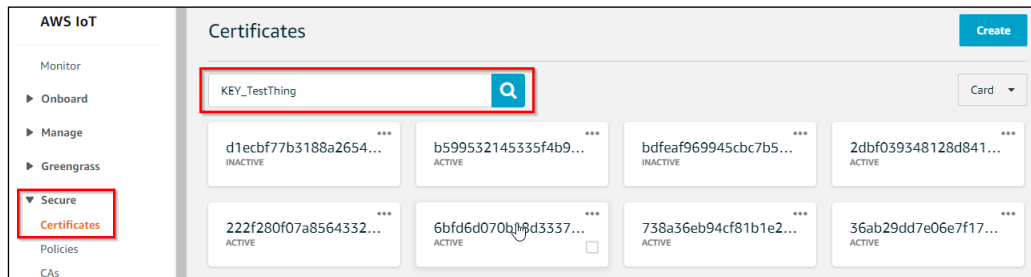 AWS IoT
Monitor
Onboard
Manage
Greengrass
Secure
Certificates
Policies
CAs
Certificates
Create
KEY_TestThing
Card
d1ecbf77b3188a2654...
INACTIVE
b599532145335f4b9...
ACTIVE
bdfeaf969945cbc7b5...
INACTIVE
2dbf039348128d841...
ACTIVE
222f280f07a8564332...
ACTIVE
ACTIVE
738a36eb94cf81b1e2...
ACTIVE
36ab29dd7e06e7f17...
ACTIVE